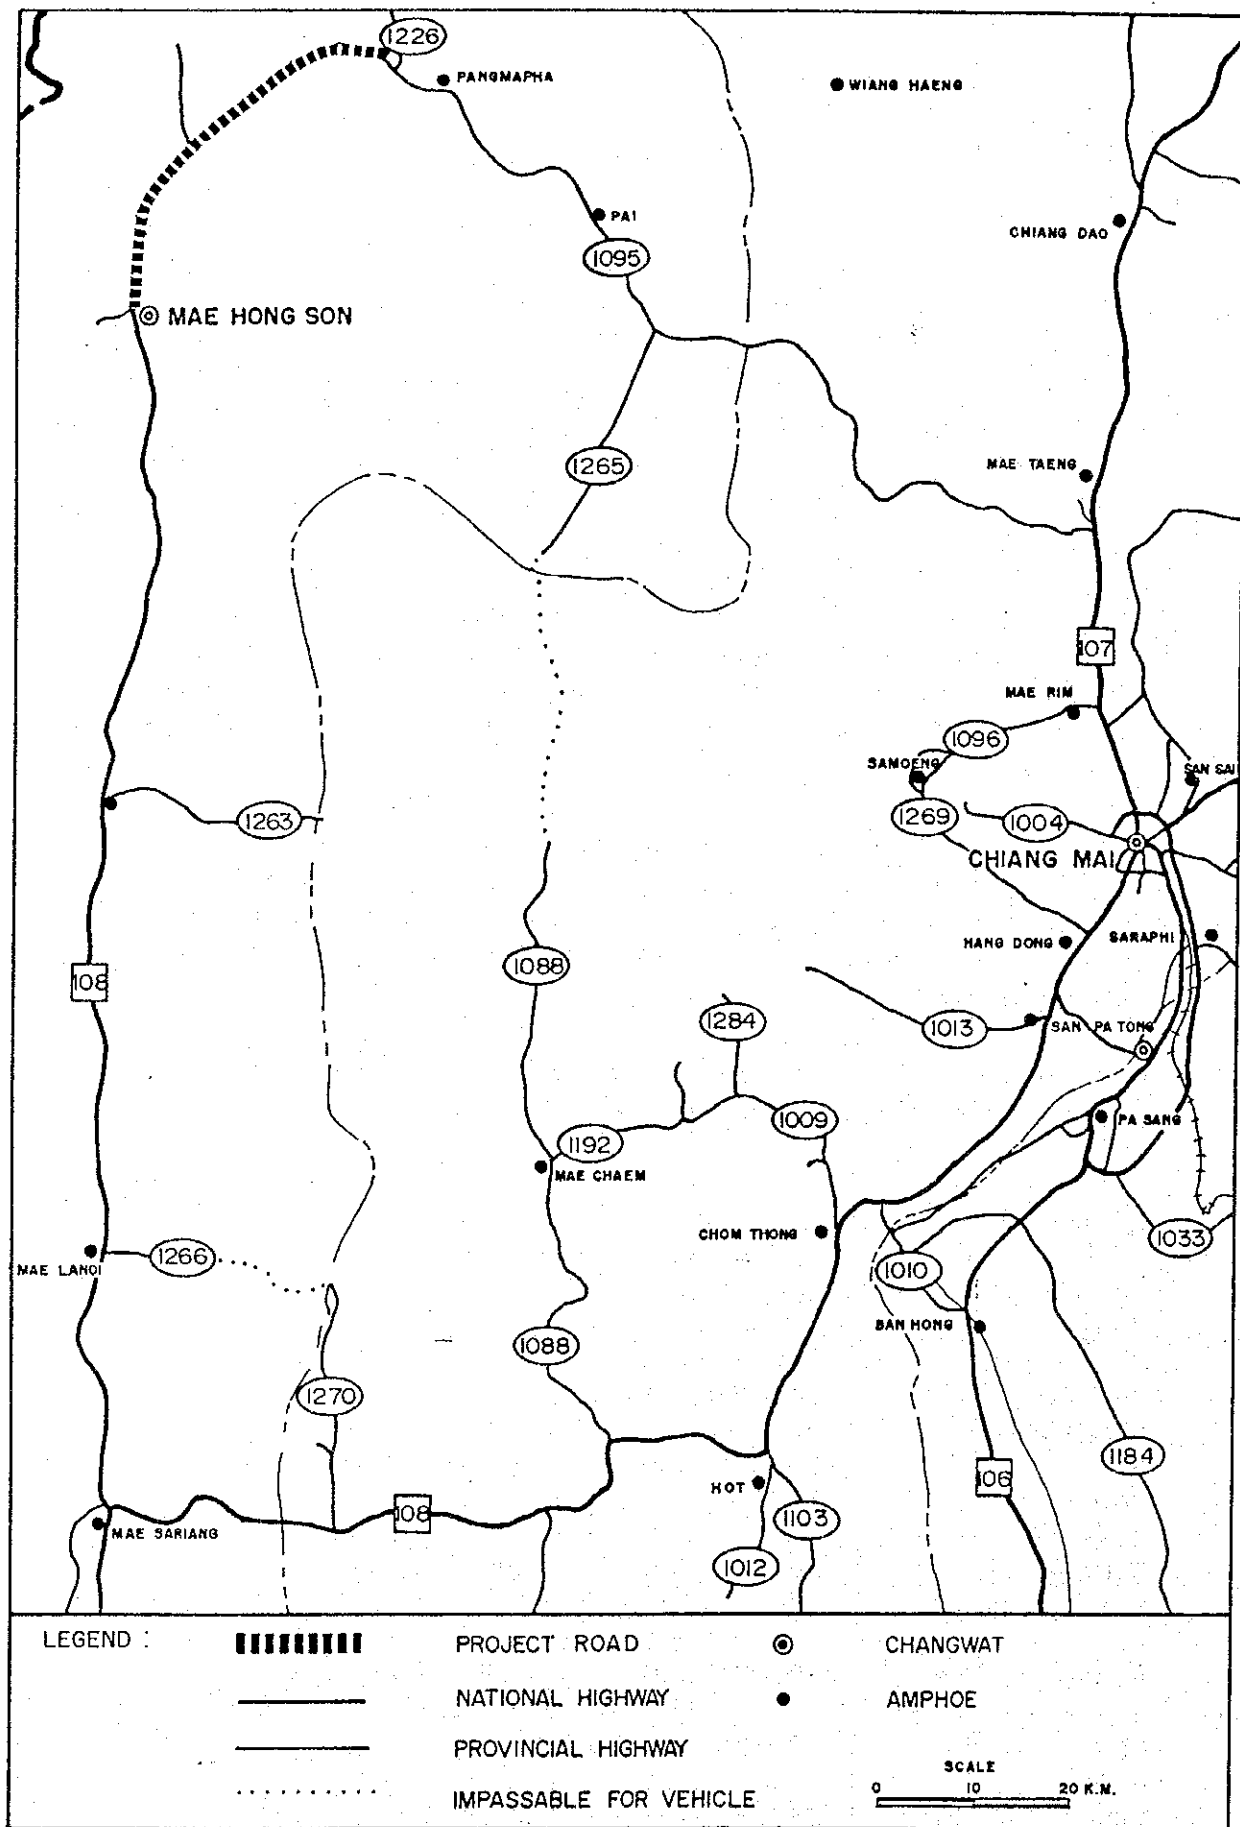 1226
PANGMAPHA
WIANG HAENG
PAI
CHIANG DAO
1095
MAE HONG SON
1265
MAE TAENG
107
MAE RIM
1096
SAMOENG
SAN SAI
1263
1269
1004
CHIANG MAI
HANG DONG
SARAPHI
1088
108
1284
1013
SAN PA TONG
1009
PA SANG
1192
MAE CHAEM
CHOM THONG
1033
MAE LANOI
1266
1010
BAN HONG
1088
1270
1184
HOT
106
108
1103
MAE SARIANG
1012
LEGEND :
PROJECT ROAD
CHANGWAT
NATIONAL HIGHWAY
AMPHOE
PROVINCIAL HIGHWAY
SCALE
0 10 20 K.M.
IMPASSABLE FOR VEHICLE